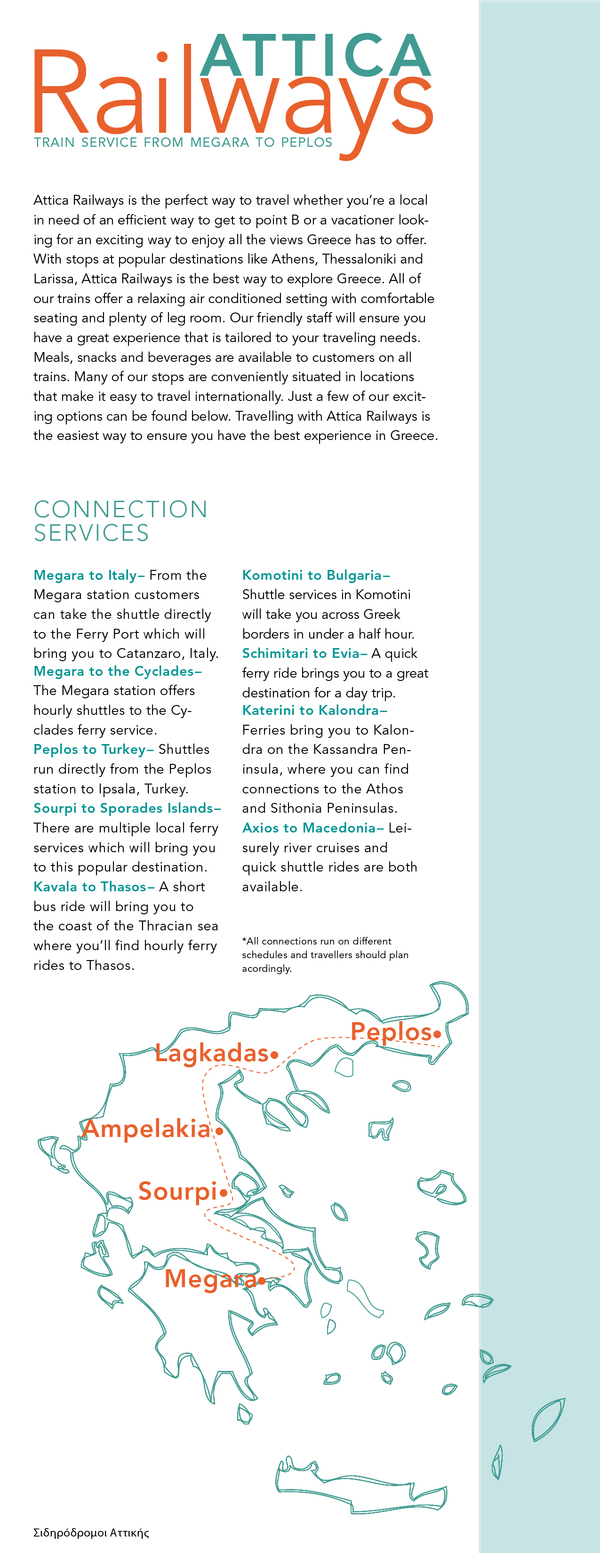 ATTICA
Railways
TRAIN SERVICE FROM MEGARA TO PEPLOS
Attica Railways is the perfect way to travel whether you’re a local
in need of an efficient way to get to point B or a vacationer look-
ing for an exciting way to enjoy all the views Greece has to offer.
With stops at popular destinations like Athens, Thessaloniki and
Larissa, Attica Railways is the best way to explore Greece. All of
our trains offer a relaxing air conditioned setting with comfortable
seating and plenty of leg room. Our friendly staff will ensure you
have a great experience that is tailored to your traveling needs.
Meals, snacks and beverages are available to customers on all
trains. Many of our stops are conveniently situated in locations
that make it easy to travel internationally. Just a few of our excit-
ing options can be found below. Travelling with Attica Railways is
the easiest way to ensure you have the best experience in Greece.
CONNECTION
SERVICES
Megara to Italy– From the
Megara station customers
can take the shuttle directly
to the Ferry Port which will
bring you to Catanzaro, Italy.
Megara to the Cyclades–
The Megara station offers
hourly shuttles to the Cy-
clades ferry service.
Peplos to Turkey– Shuttles
run directly from the Peplos
station to Ipsala, Turkey.
Sourpi to Sporades Islands–
There are multiple local ferry
services which will bring you
to this popular destination.
Kavala to Thasos– A short
bus ride will bring you to
the coast of the Thracian sea
where you’ll find hourly ferry
rides to Thasos.
Komotini to Bulgaria–
Shuttle services in Komotini
will take you across Greek
borders in under a half hour.
Schimitari to Evia– A quick
ferry ride brings you to a great
destination for a day trip.
Katerini to Kalondra–
Ferries bring you to Kalon-
dra on the Kassandra Pen-
insula, where you can find
connections to the Athos
and Sithonia Peninsulas.
Axios to Macedonia– Lei-
surely river cruises and
quick shuttle rides are both
available.
*All connections run on different
schedules and travellers should plan
acordingly.
Peplos
Lagkadas
Ampelakia
Sourpi
Megara
Σιδηρόδρομοι Αττικής